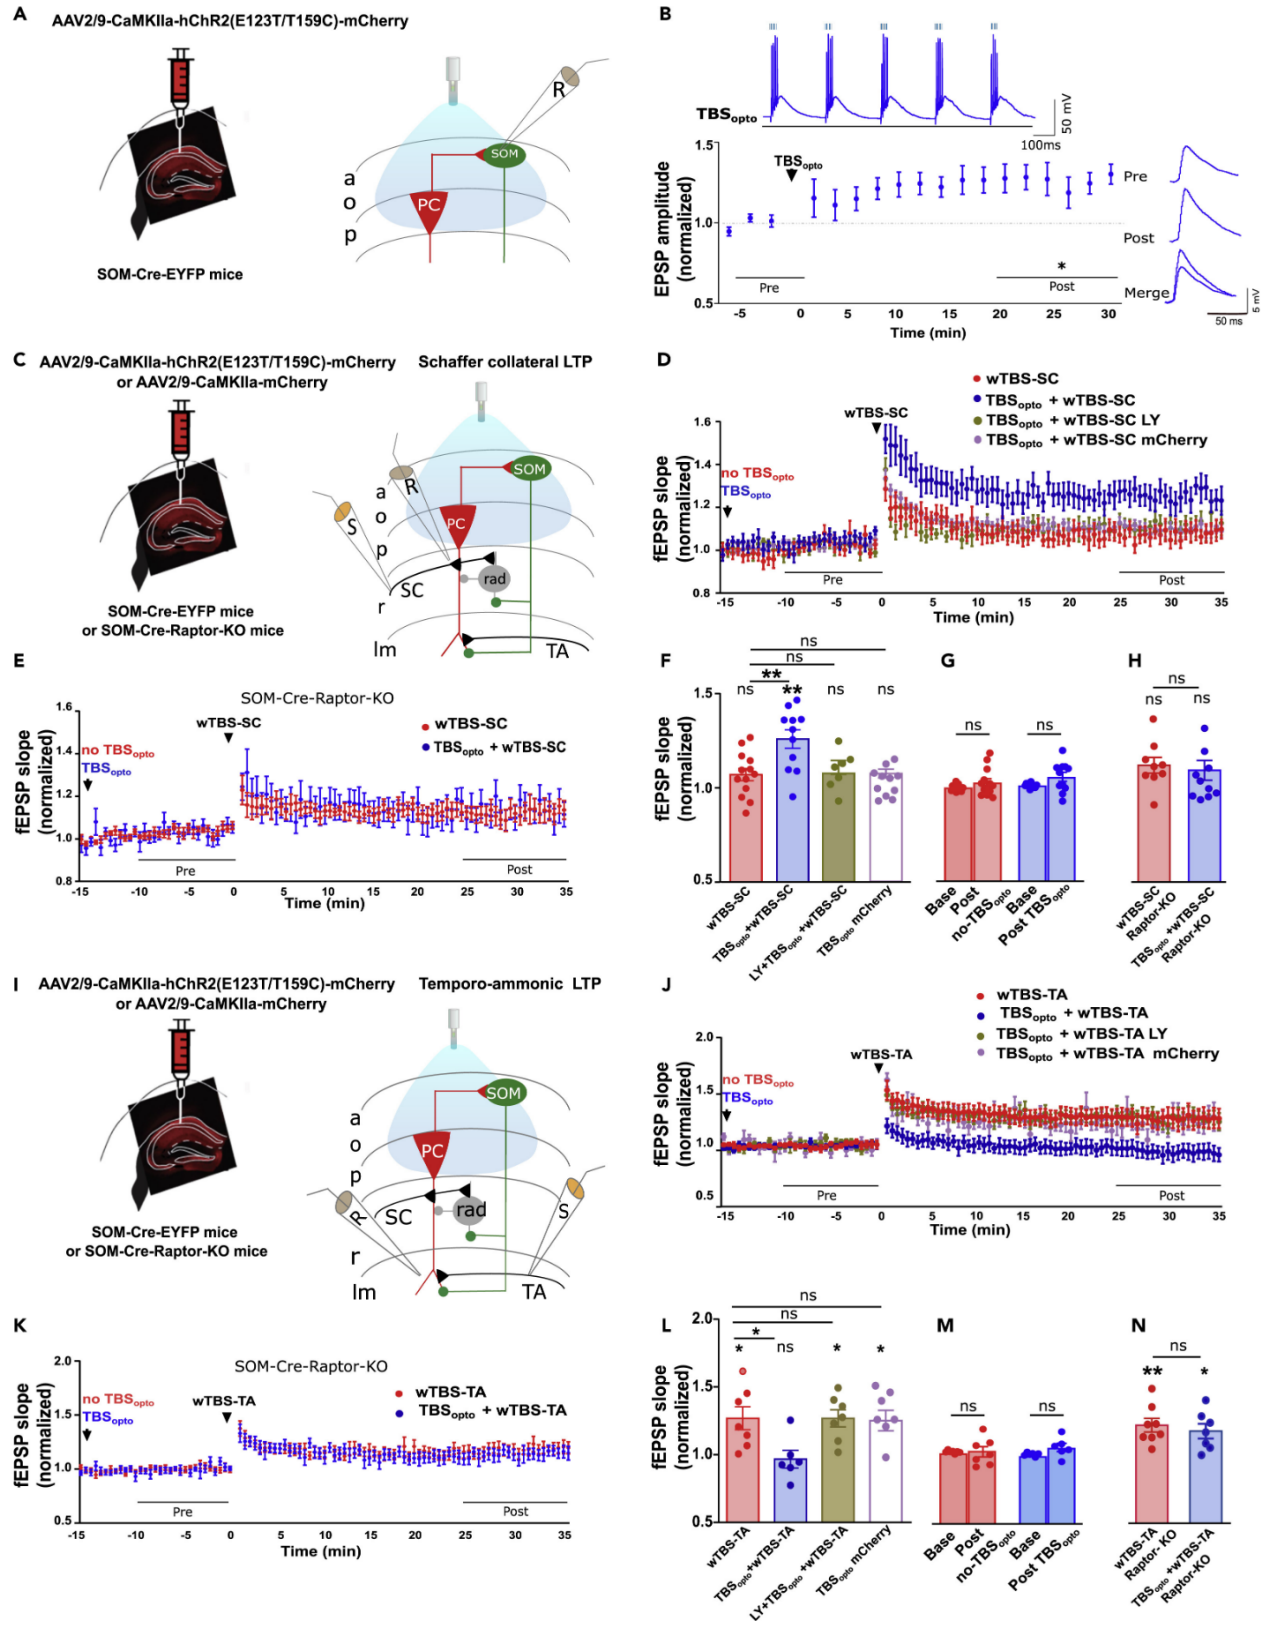 A
AAV2/9-CaMKIIa-hChR2(E123T/T159C)-mCherry
SOM-Cre-EYFP mice
R
SOM
PC
a
o
p
B
TBSopto
50 mV
100ms
EPSP amplitude
(normalized)
1.5
1.0
0.5
TBSopto
Pre
*
Post
-5 0 5 10 15 20 25 30
Time (min)
Pre
Post
Merge
5 mV
50 ms
C
AAV2/9-CaMKIIa-hChR2(E123T/T159C)-mCherry
or AAV2/9-CaMKIIa-mCherry
Schaffer collateral LTP
SOM-Cre-EYFP mice
or SOM-Cre-Raptor-KO mice
SOM
R
S
a
o
p
PC
SC
rad
r
lm
TA
D
wTBS-SC
TBSopto + wTBS-SC
TBSopto + wTBS-SC LY
TBSopto + wTBS-SC mCherry
fEPSP slope
(normalized)
1.6
1.4
1.2
1.0
0.8
wTBS-SC
no TBSopto
TBSopto
Pre
Post
-15 -10 -5 0 5 10 15 20 25 30 35
Time (min)
E
SOM-Cre-Raptor-KO
wTBS-SC
wTBS-SC
TBSopto + wTBS-SC
no TBSopto
TBSopto
fEPSP slope
(normalized)
1.6
1.4
1.2
1.0
0.8
Pre
Post
-15 -10 -5 0 5 10 15 20 25 30 35
Time (min)
F
ns
ns
**
ns ** ns ns
fEPSP slope
(normalized)
1.5
1.0
0.5
wTBS-SC
TBSopto+wTBS-SC
LY+TBSopto +wTBS-SC
TBSopto mCherry
G
ns ns
Base
Post
no-TBSopto
Base
Post TBSopto
H
ns
ns ns
wTBS-SC
Raptor-KO
TBSopto +wTBS-SC
Raptor-KO
I
AAV2/9-CaMKIIa-hChR2(E123T/T159C)-mCherry
or AAV2/9-CaMKIIa-mCherry
Temporo-ammonic LTP
SOM-Cre-EYFP mice
or SOM-Cre-Raptor-KO mice
SOM
a
o
p
PC
R
SC
rad
S
r
lm
TA
J
wTBS-TA
TBSopto + wTBS-TA
TBSopto + wTBS-TA LY
TBSopto + wTBS-TA mCherry
fEPSP slope
(normalized)
2.0
1.5
1.0
0.5
wTBS-TA
no TBSopto
TBSopto
Pre
Post
-15 -10 -5 0 5 10 15 20 25 30 35
Time (min)
K
SOM-Cre-Raptor-KO
wTBS-TA
wTBS-TA
TBSopto + wTBS-TA
no TBSopto
TBSopto
fEPSP slope
(normalized)
2.0
1.5
1.0
0.5
Pre
Post
-15 -10 -5 0 5 10 15 20 25 30 35
Time (min)
L
ns
ns
*
* ns * *
fEPSP slope
(normalized)
2.0
1.5
1.0
0.5
wTBS-TA
TBSopto+wTBS-TA
LY+TBSopto +wTBS-TA
TBSopto mCherry
M
ns ns
Base
Post
no-TBSopto
Base
Post TBSopto
N
ns
** *
wTBS-TA
Raptor- KO
TBSopto +wTBS-TA
Raptor-KO